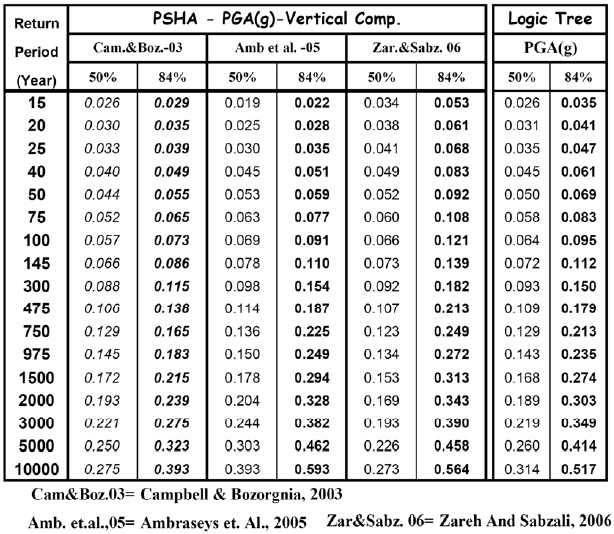 Return Period (Year) PSHA - PGA(g)-Vertical Comp. Logic Tree
Cam.&Boz.-03 Amb et al. -05 Zar.&Sabz. 06 PGA(g)
50% 84% 50% 84% 50% 84% 50% 84%
15 0.026 0.029 0.019 0.022 0.034 0.053 0.026 0.035
20 0.030 0.035 0.025 0.028 0.038 0.061 0.031 0.041
25 0.033 0.039 0.030 0.035 0.041 0.068 0.035 0.047
40 0.040 0.049 0.045 0.051 0.049 0.083 0.045 0.061
50 0.044 0.055 0.053 0.059 0.052 0.092 0.050 0.069
75 0.052 0.065 0.063 0.077 0.060 0.108 0.058 0.083
100 0.057 0.073 0.069 0.091 0.066 0.121 0.064 0.095
145 0.066 0.086 0.078 0.110 0.073 0.139 0.072 0.112
300 0.088 0.115 0.098 0.154 0.092 0.182 0.093 0.150
475 0.106 0.138 0.114 0.187 0.107 0.213 0.109 0.179
750 0.129 0.165 0.136 0.225 0.123 0.249 0.129 0.213
975 0.145 0.183 0.150 0.249 0.134 0.272 0.143 0.235
1500 0.172 0.215 0.178 0.294 0.153 0.313 0.168 0.274
2000 0.193 0.239 0.204 0.328 0.169 0.343 0.189 0.303
3000 0.221 0.275 0.244 0.382 0.193 0.390 0.219 0.349
5000 0.250 0.323 0.303 0.462 0.226 0.458 0.260 0.414
10000 0.275 0.393 0.393 0.593 0.273 0.564 0.314 0.517
Cam&Boz.03= Campbell & Bozorgnia, 2003
Amb. et.al.,05= Ambraseys et. Al., 2005 Zar&Sabz. 06= Zareh And Sabzali, 2006